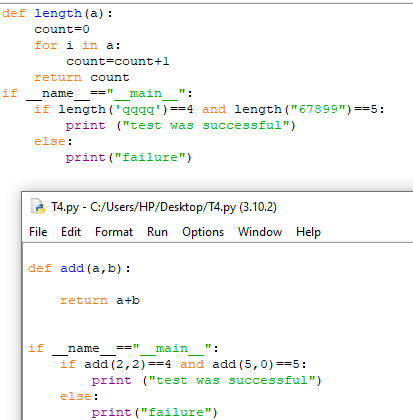 def length(a):
    count=0
    for i in a:
        count=count+1
    return count
if __name__=="__main__":
    if length('qqqq')==4 and length("67899")==5:
        print ("test was successful")
    else:
        print("failure")
T4.py - C:/Users/HP/Desktop/T4.py (3.10.2)
File Edit Format Run Options Window Help
def add(a,b):
    return a+b
if __name__=="__main__":
    if add(2,2)==4 and add(5,0)==5:
        print ("test was successful")
    else:
        print("failure")